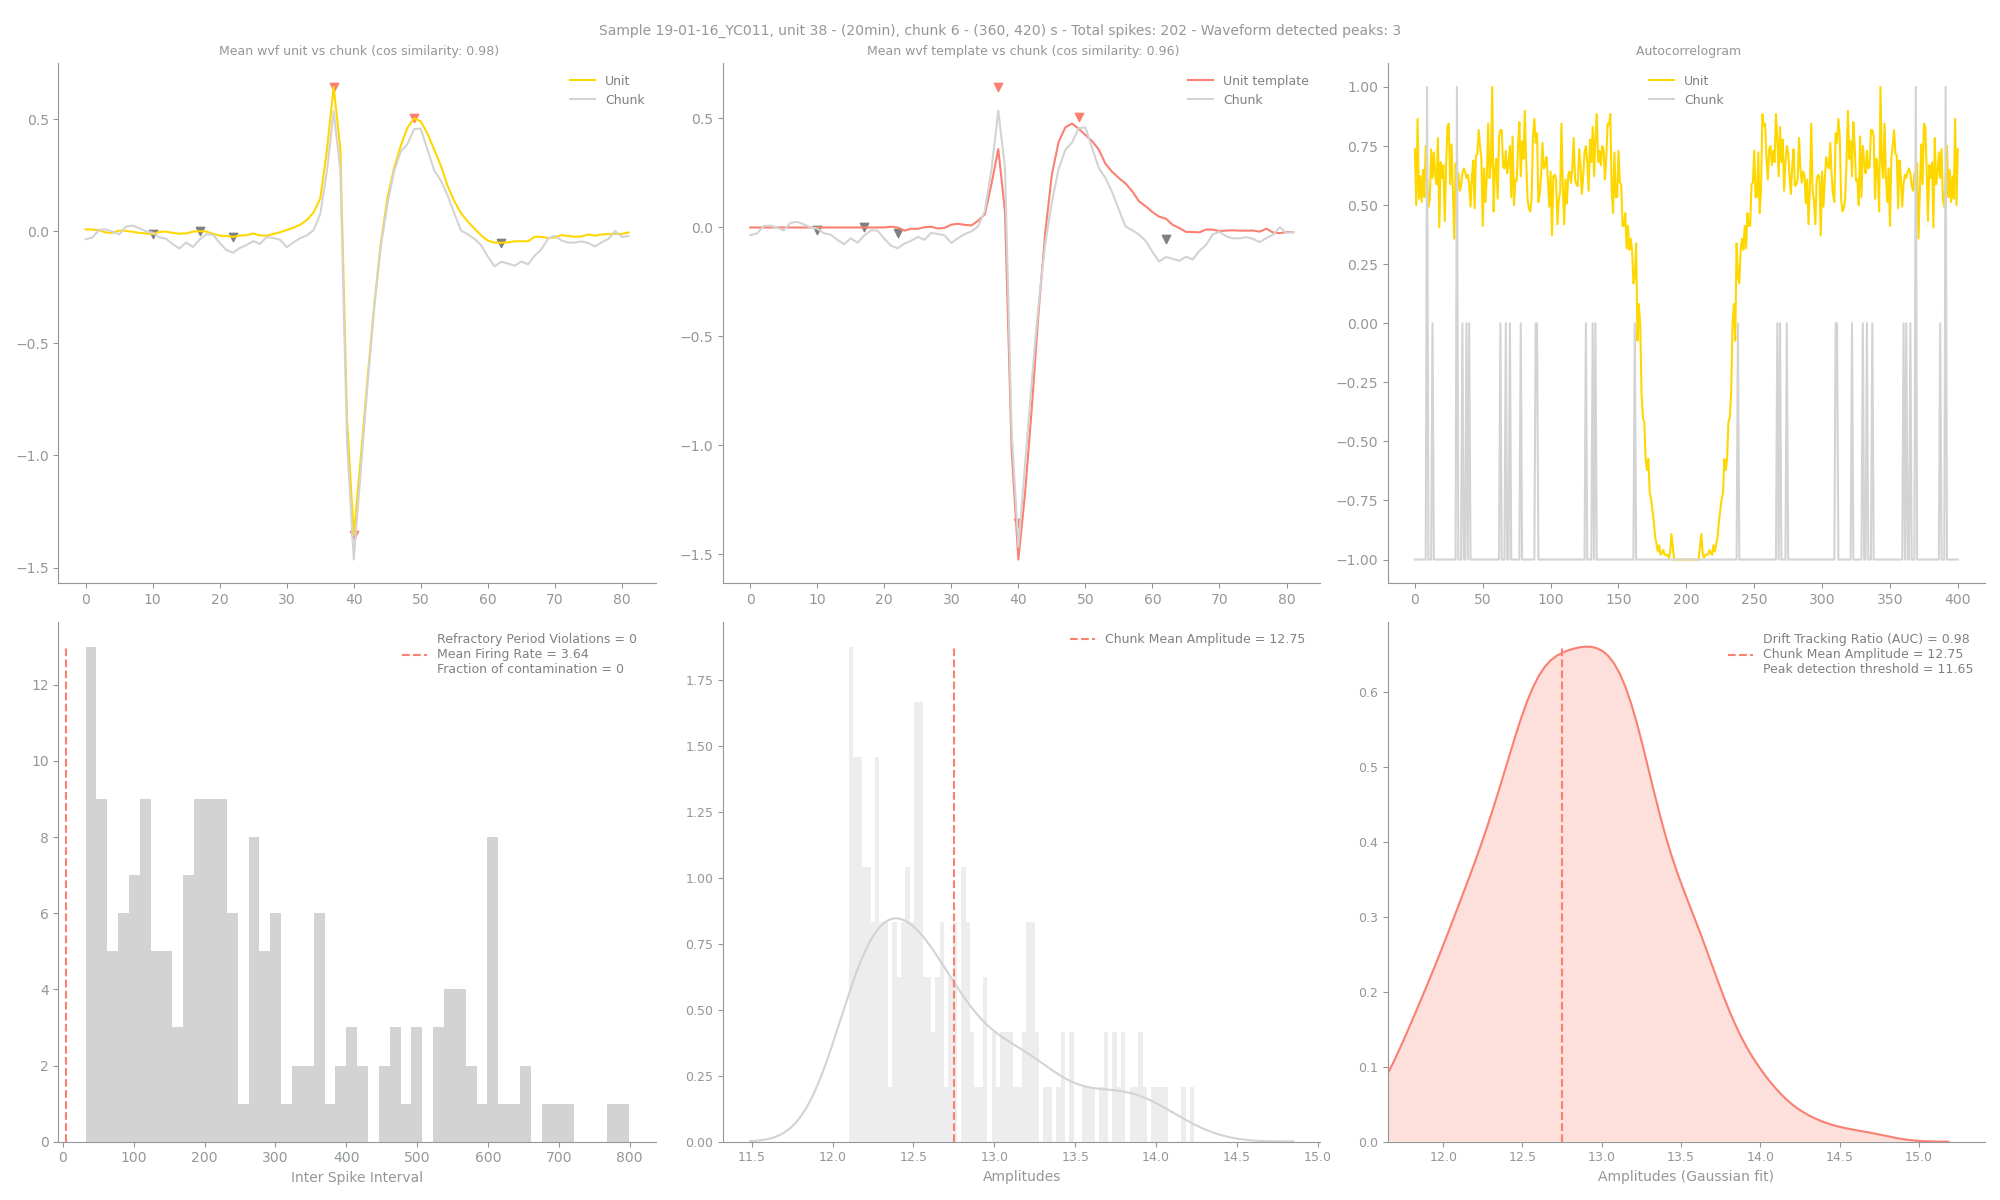 Sample 19-01-16_YC011, unit 38 - (20min), chunk 6 - (360, 420) s - Total spikes: 202 - Waveform detected peaks: 3
Mean wvf unit vs chunk (cos similarity: 0.98)
Unit
Chunk
0.5
0.0
−0.5
−1.0
−1.5
0 10 20 30 40 50 60 70 80
Mean wvf template vs chunk (cos similarity: 0.96)
Unit template
Chunk
0.5
0.0
−0.5
−1.0
−1.5
0 10 20 30 40 50 60 70 80
Autocorrelogram
Unit
Chunk
1.00
0.75
0.50
0.25
0.00
−0.25
−0.50
−0.75
−1.00
0 50 100 150 200 250 300 350 400
Refractory Period Violations = 0
Mean Firing Rate = 3.64
Fraction of contamination = 0
12
10
8
6
4
2
0
0 100 200 300 400 500 600 700 800
Inter Spike Interval
Chunk Mean Amplitude = 12.75
1.75
1.50
1.25
1.00
0.75
0.50
0.25
0.00
11.5 12.0 12.5 13.0 13.5 14.0 14.5 15.0
Amplitudes
Drift Tracking Ratio (AUC) = 0.98
Chunk Mean Amplitude = 12.75
Peak detection threshold = 11.65
0.6
0.5
0.4
0.3
0.2
0.1
0.0
12.0 12.5 13.0 13.5 14.0 14.5 15.0
Amplitudes (Gaussian fit)